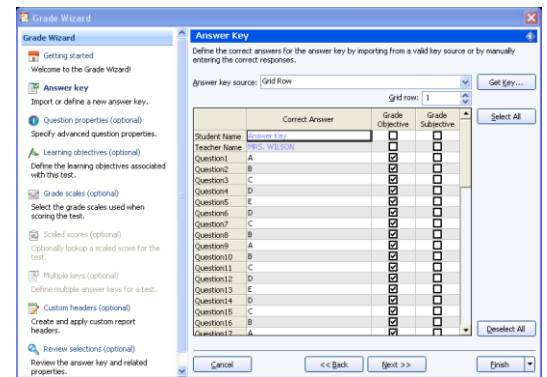 Grade Wizard
Grade Wizard
Getting started
Welcome to the Grade Wizard!
Answer key
Import or define a new answer key.
Question properties (optional)
Specify advanced question properties.
Learning objectives (optional)
Define the learning objectives associated
with this test.
Grade scales (optional)
Select the grade scales used when
scoring the test.
Scaled scores (optional)
Optionally lookup a scaled score for the
test.
Multiple keys (optional)
Define multiple answer keys for a test.
Custom headers (optional)
Create and apply custom report
headers.
Review selections (optional)
Review the answer key and related
properties.
Answer Key
Define the correct answers for the answer key by importing from a valid key source or by manually
entering the correct responses.
Answer key source: Grid Row Get Key...
Grid row: 1
Correct Answer Grade Objective Grade Subjective
Select All
Student Name Answer Key
Teacher Name MRS. WILSON
Question1 A
Question2 B
Question3 C
Question4 D
Question5 E
Question6 D
Question7 C
Question8 B
Question9 A
Question10 B
Question11 C
Question12 D
Question13 E
Question14 D
Question15 C
Question16 B
Question17 A
Deselect All
Cancel << Back Next >> Finish